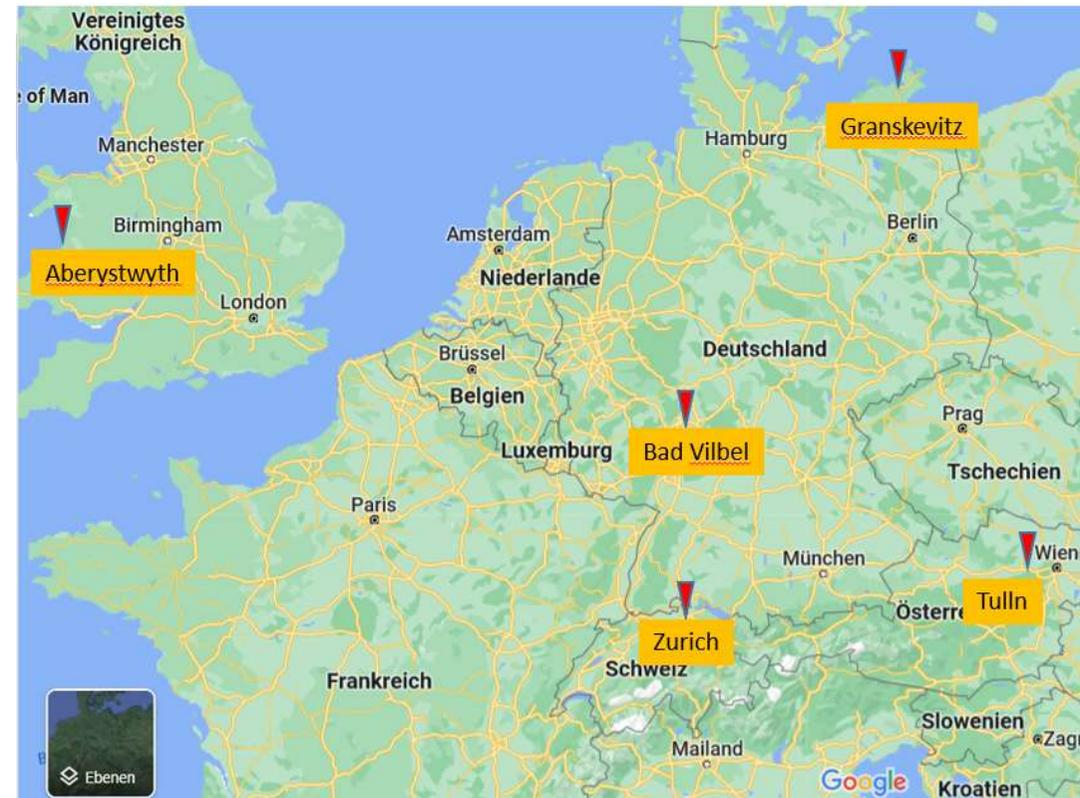 Vereinigtes
Königreich
of Man
Manchester
Granskevitz
Hamburg
Birmingham
Berlin
Amsterdam
Aberystwyth
Niederlande
London
Deutschland
Brüssel
Belgien
Prag
Bad Vilbel
Luxemburg
Tschechien
Paris
München
Wien
Tulln
Österre
Zurich
Schweiz
Frankreich
Slowenien
Zagr
Mailand
Ebenen
Google
Kroatien